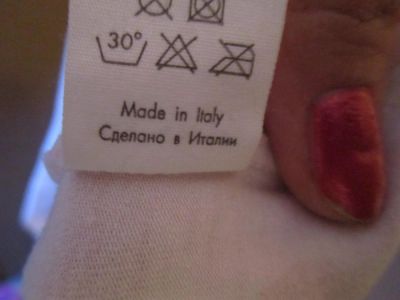 30°
Made in Italy
Сделано в Италии